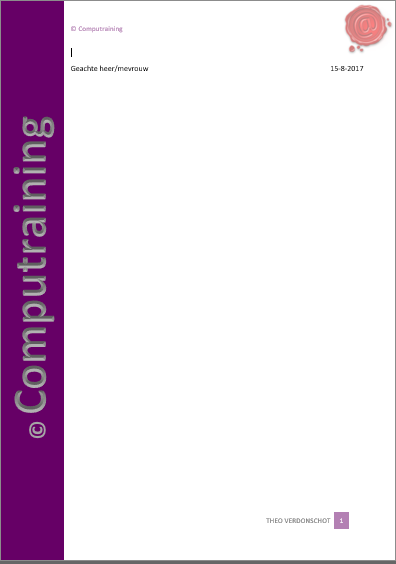 © Computraining
@
Geachte heer/mevrouw 15-8-2017
© Computraining
THEO VERDONSCHOT 1